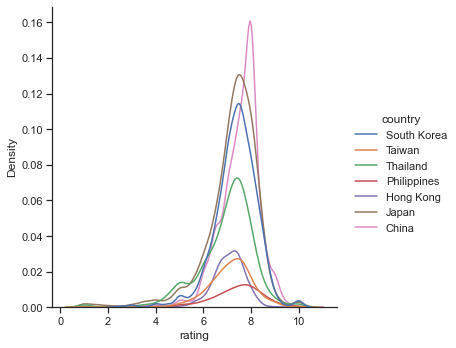 0.16
0.14
0.12
0.10
0.08
0.06
0.04
0.02
0.00
Density
0
2
4
6
8
10
rating
country
South Korea
Taiwan
Thailand
Philippines
Hong Kong
Japan
China